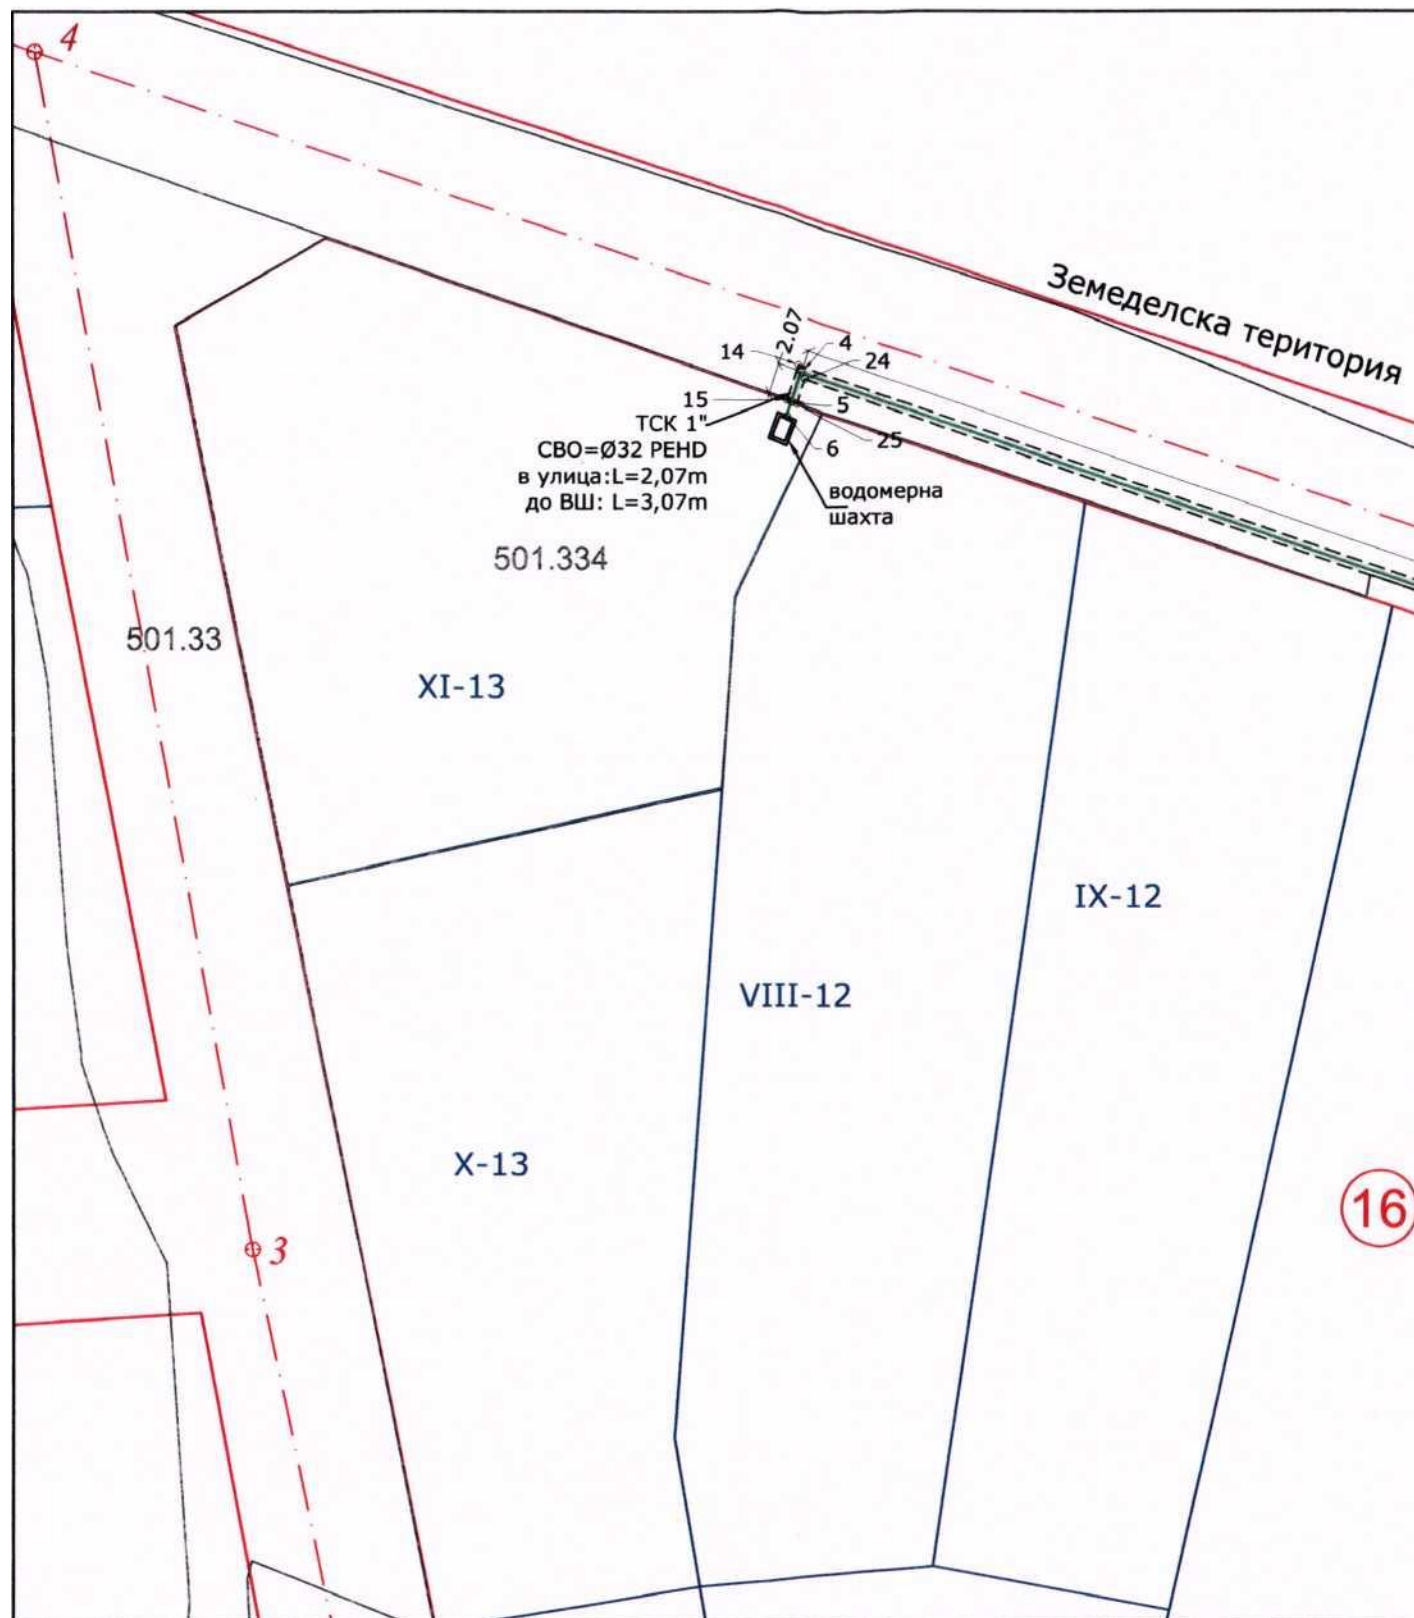 4
Земеделска територия
2.07
4
14
24
15
5
ТСК 1"
25
6
СВО=Ø32 PEHD
в улица:L=2,07m
до ВШ: L=3,07m
водомерна
шахта
501.334
501.33
XI-13
IX-12
VIII-12
X-13
16
3